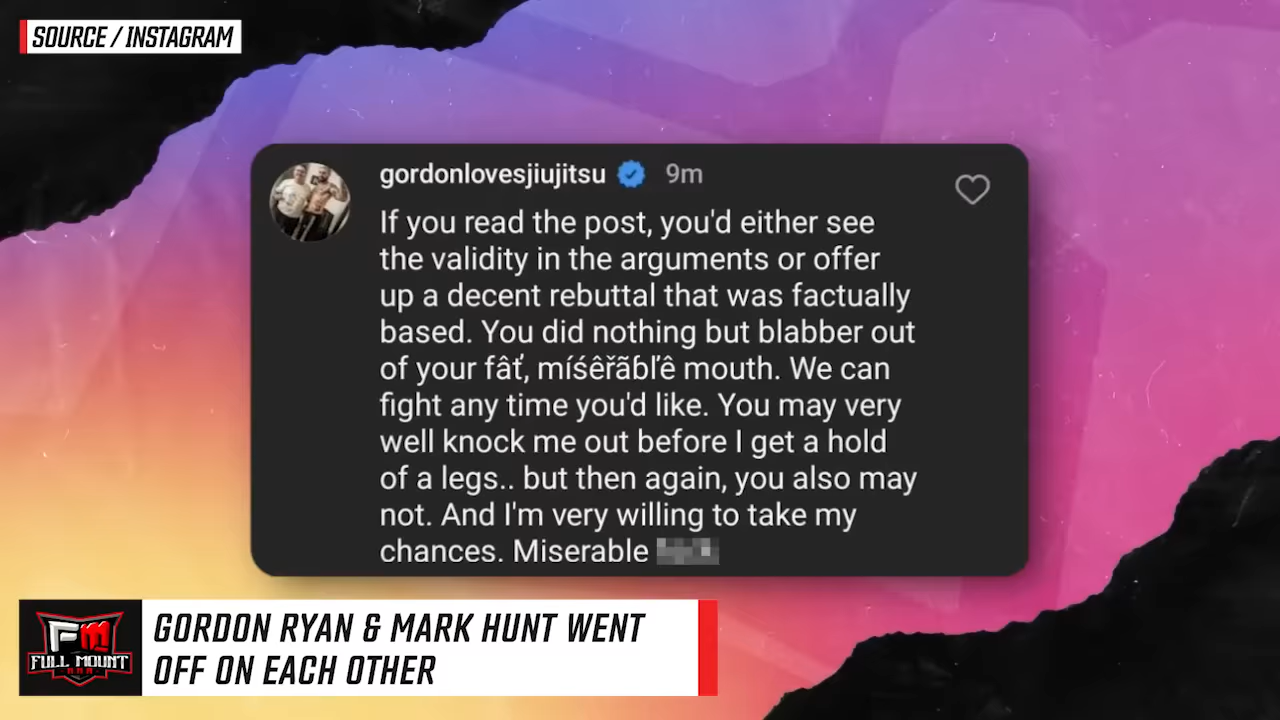 SOURCE / INSTAGRAM
gordonlovesjiujitsu 9m
If you read the post, you'd either see
the validity in the arguments or offer
up a decent rebuttal that was factually
based. You did nothing but blabber out
of your fâť, míśêřãbľê mouth. We can
fight any time you'd like. You may very
well knock me out before I get a hold
of a legs.. but then again, you also may
not. And I'm very willing to take my
chances. Miserable
FM
FULL MOUNT
MMA
GORDON RYAN & MARK HUNT WENT
OFF ON EACH OTHER